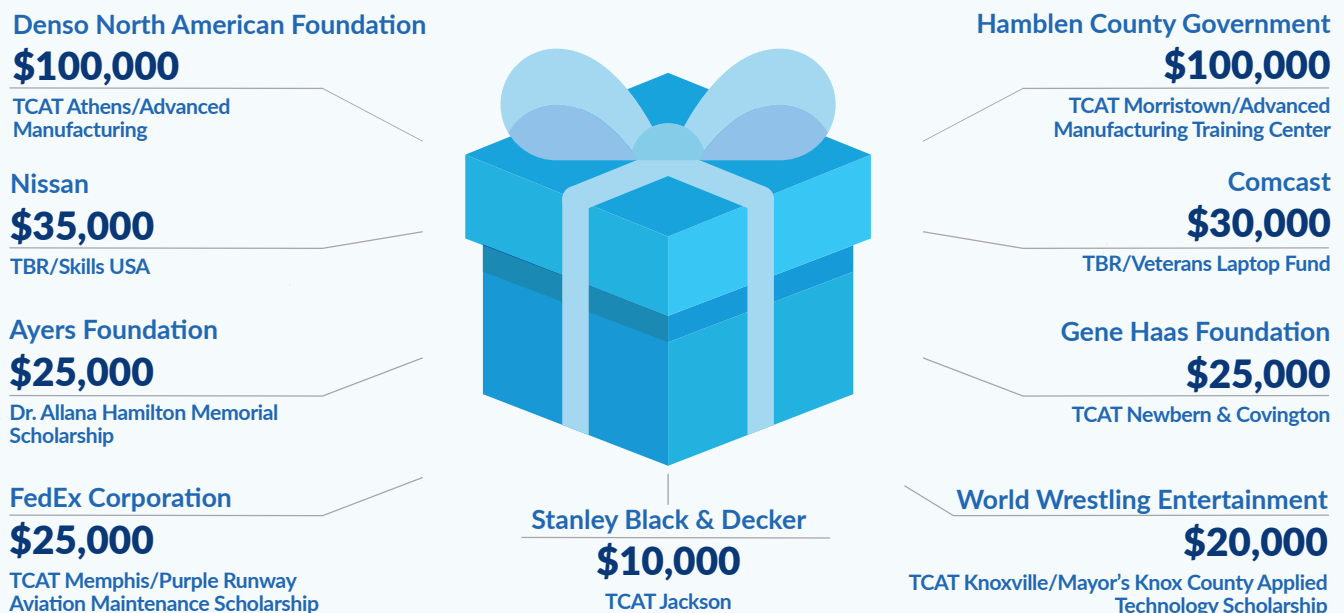 Denso North American Foundation
$100,000
TCAT Athens/Advanced
Manufacturing
Nissan
$35,000
TBR/Skills USA
Ayers Foundation
$25,000
Dr. Allana Hamilton Memorial
Scholarship
FedEx Corporation
$25,000
TCAT Memphis/Purple Runway
Aviation Maintenance Scholarship
Stanley Black & Decker
$10,000
TCAT Jackson
Hamblen County Government
$100,000
TCAT Morristown/Advanced
Manufacturing Training Center
Comcast
$30,000
TBR/Veterans Laptop Fund
Gene Haas Foundation
$25,000
TCAT Newbern & Covington
World Wrestling Entertainment
$20,000
TCAT Knoxville/Mayor's Knox County Applied
Technology Scholarship